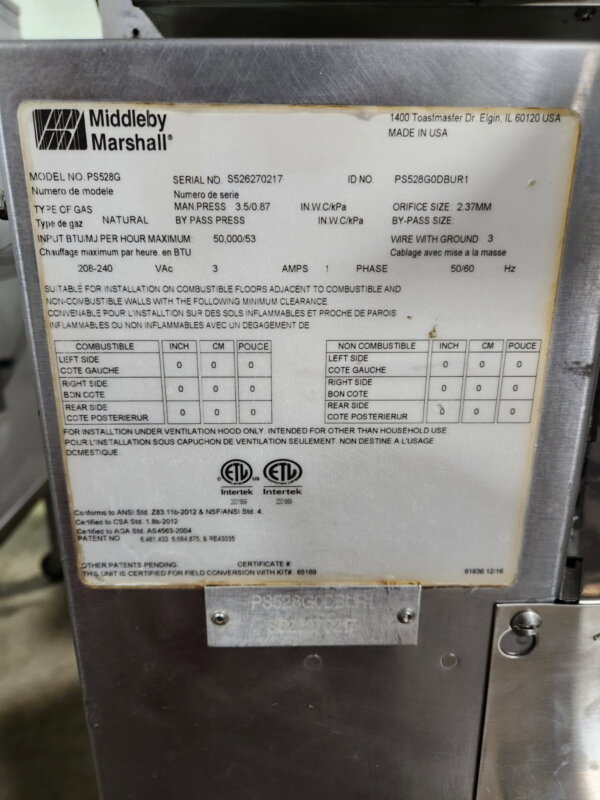 Middleby
Marshall®
1400 Toastmaster Dr. Elgin, IL 60120 USA
MADE IN USA
MODEL NO. PS528G SERIAL NO. S526270217 ID NO. PS528G0DBUR1
Numero de modele Numero de serie
TYPE OF GAS MAN.PRESS 3.5/0.87 IN.W.C/kPa ORIFICE SIZE: 2.37MM
Type de gaz NATURAL BY PASS PRESS IN.W.C/kPa BY-PASS SIZE:
INPUT BTU/MJ PER HOUR MAXIMUM: 50,000/53 WIRE WITH GROUND 3
Chauffage maximum par heure. en BTU Cablage avec mise a la masse
208-240 VAc 3 AMPS 1 PHASE 50/60 Hz
SUITABLE FOR INSTALLATION ON COMBUSTIBLE FLOORS ADJACENT TO COMBUSTIBLE AND
NON-COMBUSTIBLE WALLS WITH THE FOLLOWING MINIMUM CLEARANCE
CONVENABLE POUR L'INSTALLTION SUR DES SOLS INFLAMMABLES ET PROCHE DE PAROIS
INFLAMMABLES OU NON INFLAMMABLES AVEC UN DEGAGEMENT DE
COMBUSTIBLE INCH CM POUCE NON COMBUSTIBLE INCH CM POUCE
LEFT SIDE LEFT SIDE
COTE GAUCHE 0 0 0 COTE GAUCHE 0 0 0
RIGHT SIDE RIGHT SIDE
BON COTE 0 0 0 BON COTE 0 0 0
REAR SIDE REAR SIDE
COTE POSTERIERUR 0 0 0 COTE POSTERIERUR 0 0 0
FOR INSTALLTION UNDER VENTILATION HOOD ONLY. INTENDED FOR OTHER THAN HOUSEHOLD USE
POUR L'INSTALLATION SOUS CAPUCHON DE VENTILATION SEULEMENT. NON DESTINE A L'USAGE
DOMESTIQUE.
C ETL US ETL
Intertek Intertek
2001869 2001869
Conforms to ANSI Std. Z83.11b-2012 & NSF/ANSI Std. 4.
Certified to CSA Std. 1.8b-2012
Certified to AGA Std. AS4563-2004
PATENT NO 6,481,433 6,684,875, & RE43035
OTHER PATENTS PENDING CERTIFICATE #:
THIS UNIT IS CERTIFIED FOR FIELD CONVERSION WITH KIT#: 65169 61636 12/16
PS528G0DBUR1